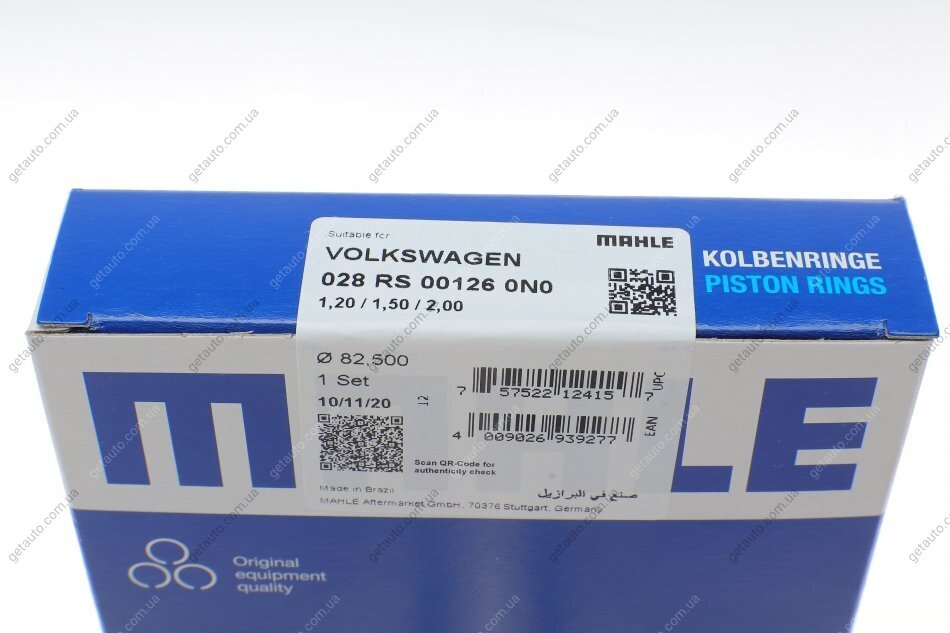 Suitable for
VOLKSWAGEN
028 RS 00126 0N0
1,20 / 1,50 / 2,00
MAHLE
KOLBENRINGE
PISTON RINGS
Ø 82,500
1 Set
10/11/20
12
7 57522 12415 7
UPC
4 009026 939277
EAN
Scan QR-Code for
authenticity check
Made in Brazil
صنع في البرازيل
MAHLE Aftermarket GmbH, 70376 Stuttgart, Germany
Original
equipment
quality
getauto.com.ua